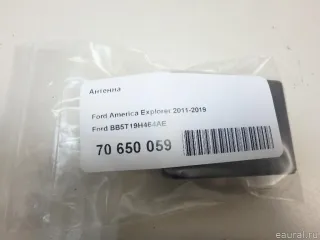 Антенна
Ford America Explorer 2011-2019
Ford BB5T19H464AE
70 650 059
eaural.ru